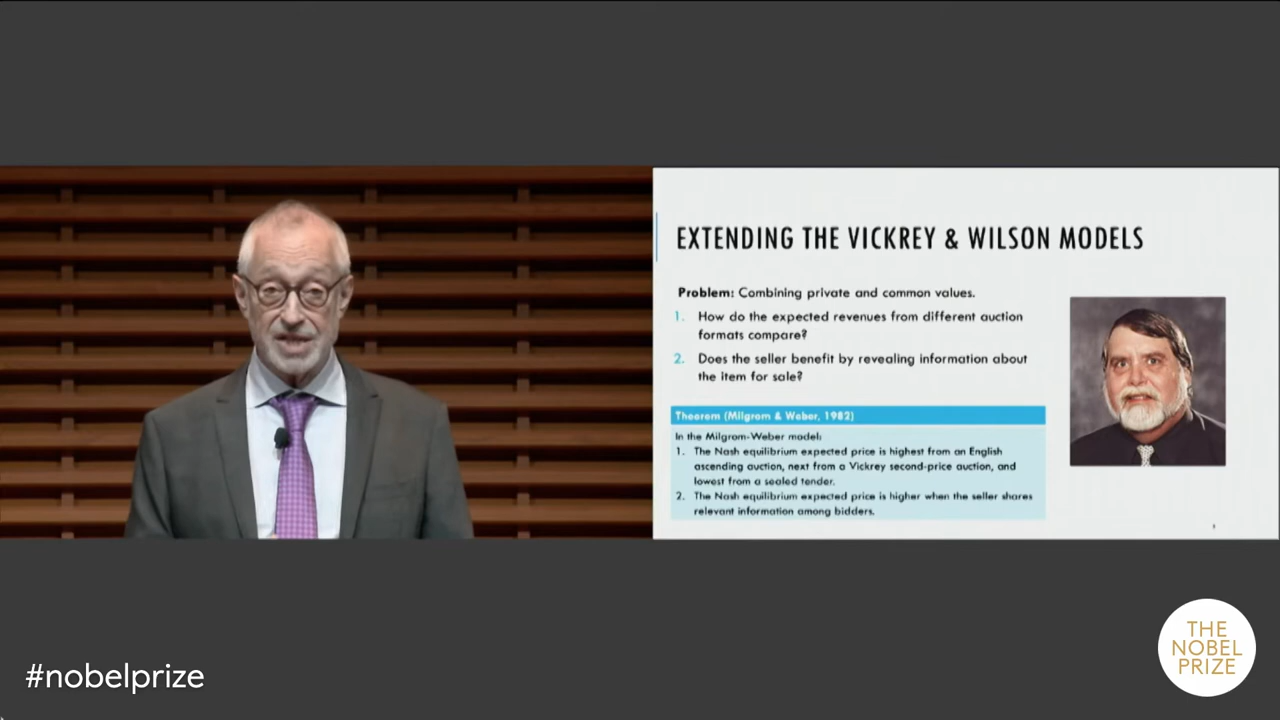 EXTENDING THE VICKREY & WILSON MODELS
Problem: Combining private and common values.
1. How do the expected revenues from different auction
formats compare?
2. Does the seller benefit by revealing information about
the item for sale?
Theorem (Milgrom & Weber, 1982)
In the Milgrom-Weber model:
1. The Nash equilibrium expected price is highest from an English
ascending auction, next from a Vickrey second-price auction, and
lowest from a sealed tender.
2. The Nash equilibrium expected price is higher when the seller shares
relevant information among bidders.
#nobelprize
THE
NOBEL
PRIZE